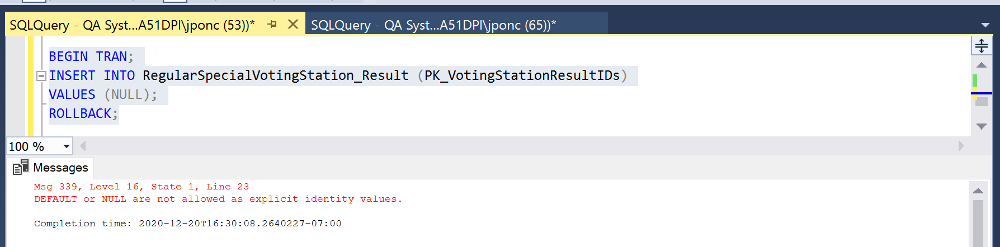 SQLQuery - QA Syst...A51DPI\jponc (53))* SQLQuery - QA Syst...A51DPI\jponc (65))*
BEGIN TRAN;
INSERT INTO RegularSpecialVotingStation_Result (PK_VotingStationResultIDs)
VALUES (NULL);
ROLLBACK;
100 %
Messages
Msg 339, Level 16, State 1, Line 23
DEFAULT or NULL are not allowed as explicit identity values.
Completion time: 2020-12-20T16:30:08.2640227-07:00